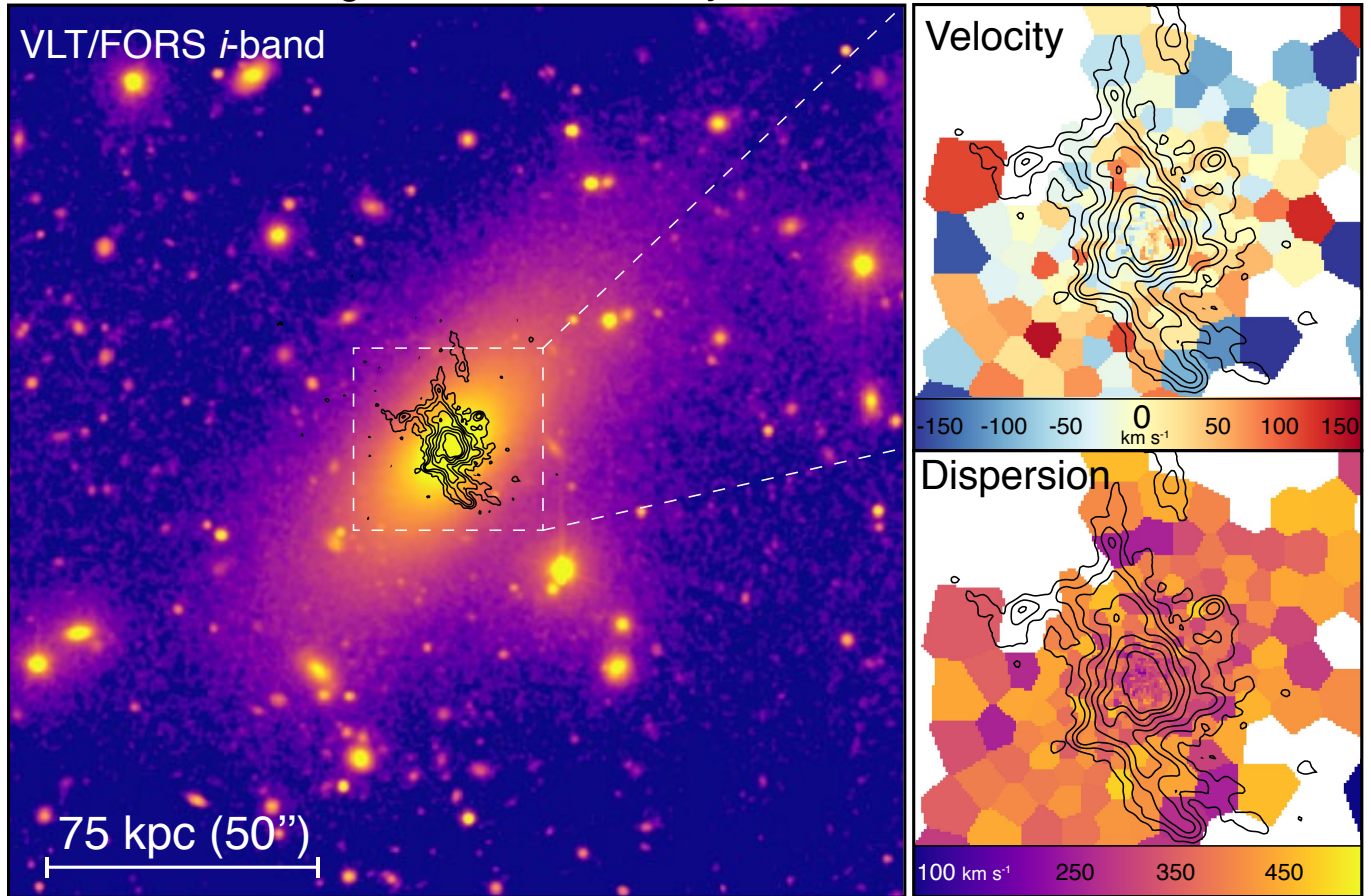 VLT/FORS i-band
75 kpc (50”)
Velocity
-150 -100 -50 0 50 100 150
km s⁻¹
Dispersion
100 km s⁻¹ 250 350 450